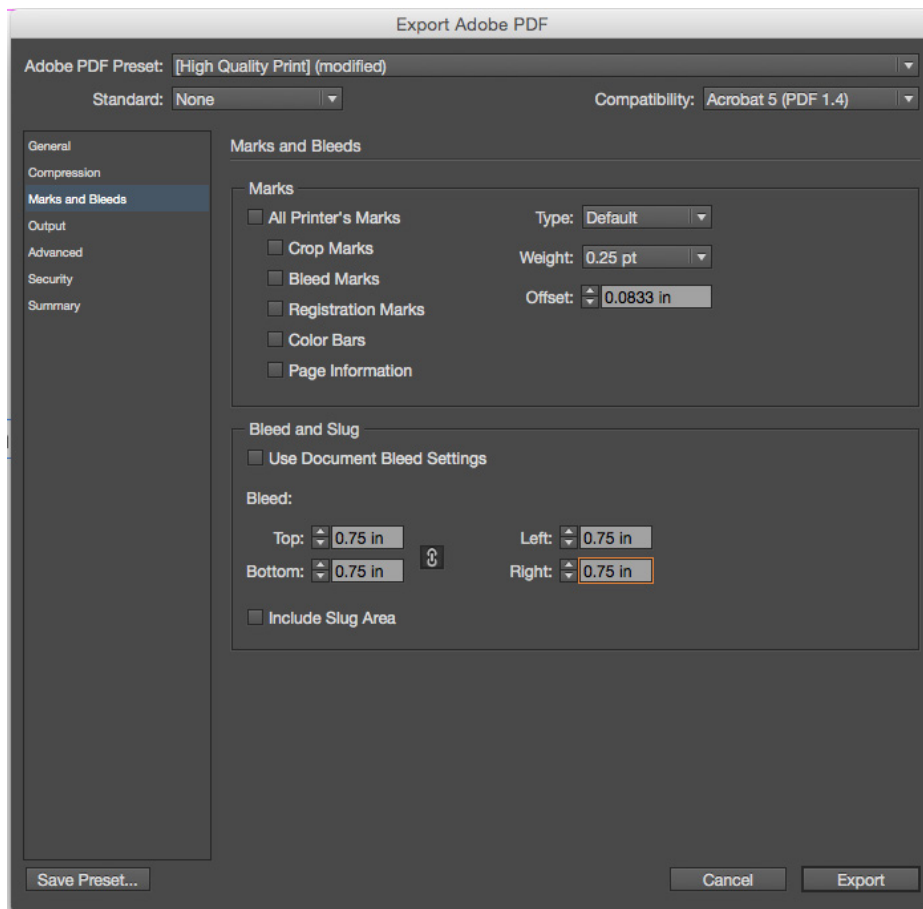 Export Adobe PDF
Adobe PDF Preset: [High Quality Print] (modified)
Standard: None Compatibility: Acrobat 5 (PDF 1.4)
General
Compression
Marks and Bleeds
Output
Advanced
Security
Summary
Marks and Bleeds
Marks
All Printer's Marks
Crop Marks
Bleed Marks
Registration Marks
Color Bars
Page Information
Type: Default
Weight: 0.25 pt
Offset: 0.0833 in
Bleed and Slug
Use Document Bleed Settings
Bleed:
Top: 0.75 in Left: 0.75 in
Bottom: 0.75 in Right: 0.75 in
Include Slug Area
Save Preset... Cancel Export